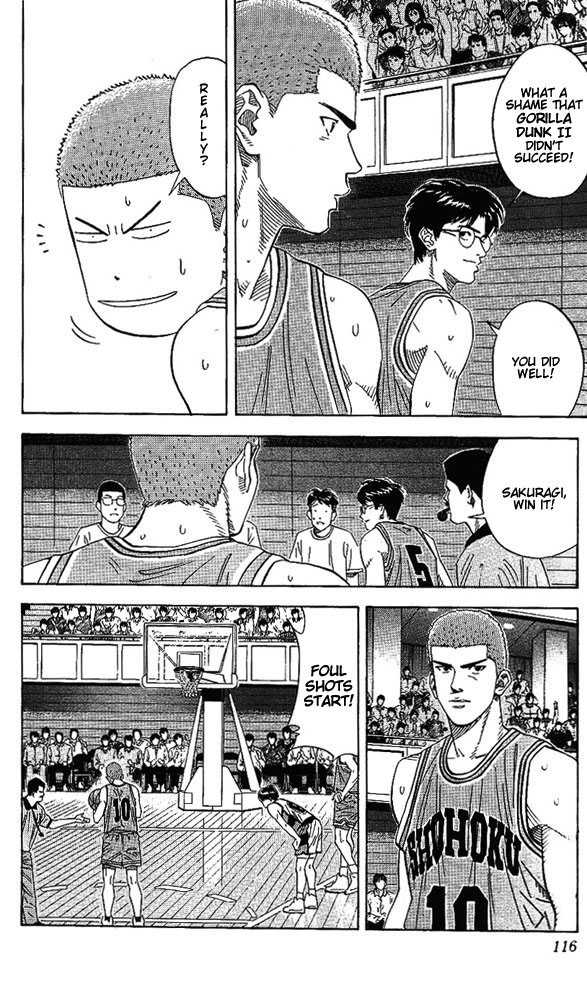 WHAT A
SHAME THAT
GORILLA
DUNK II
DIDN'T
SUCCEED!
YOU DID
WELL!
REALLY?
SAKURAGI,
WIN IT!
5
SHOHOKU
10
FOUL
SHOTS
START!
10
116